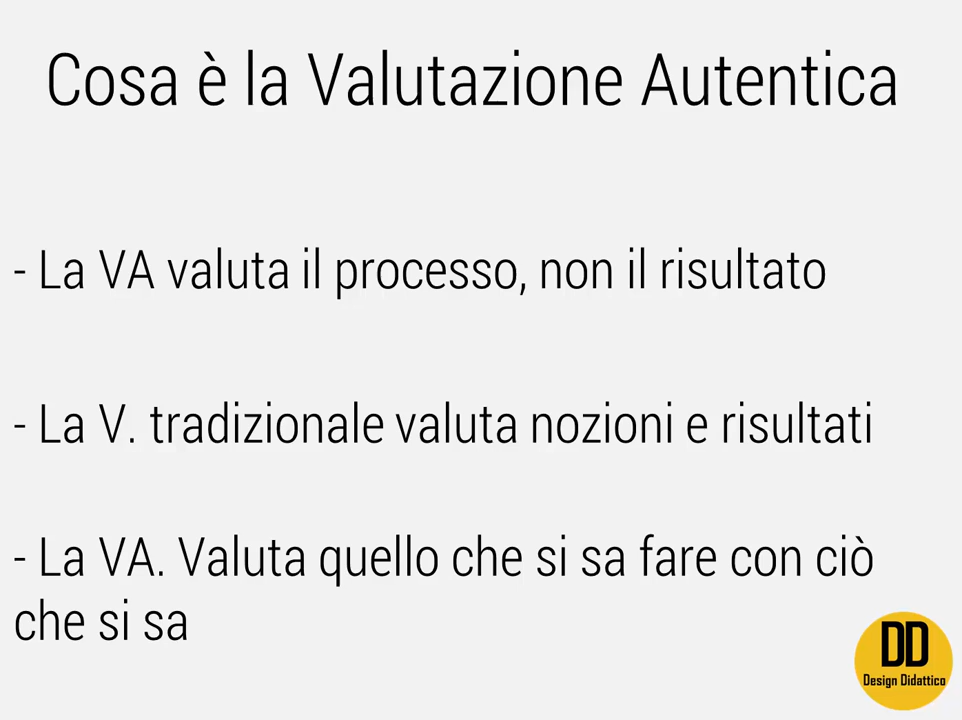 Cosa è la Valutazione Autentica
- La VA valuta il processo, non il risultato
- La V. tradizionale valuta nozioni e risultati
- La VA. Valuta quello che si sa fare con ciò
che si sa
DD
Design Didattico